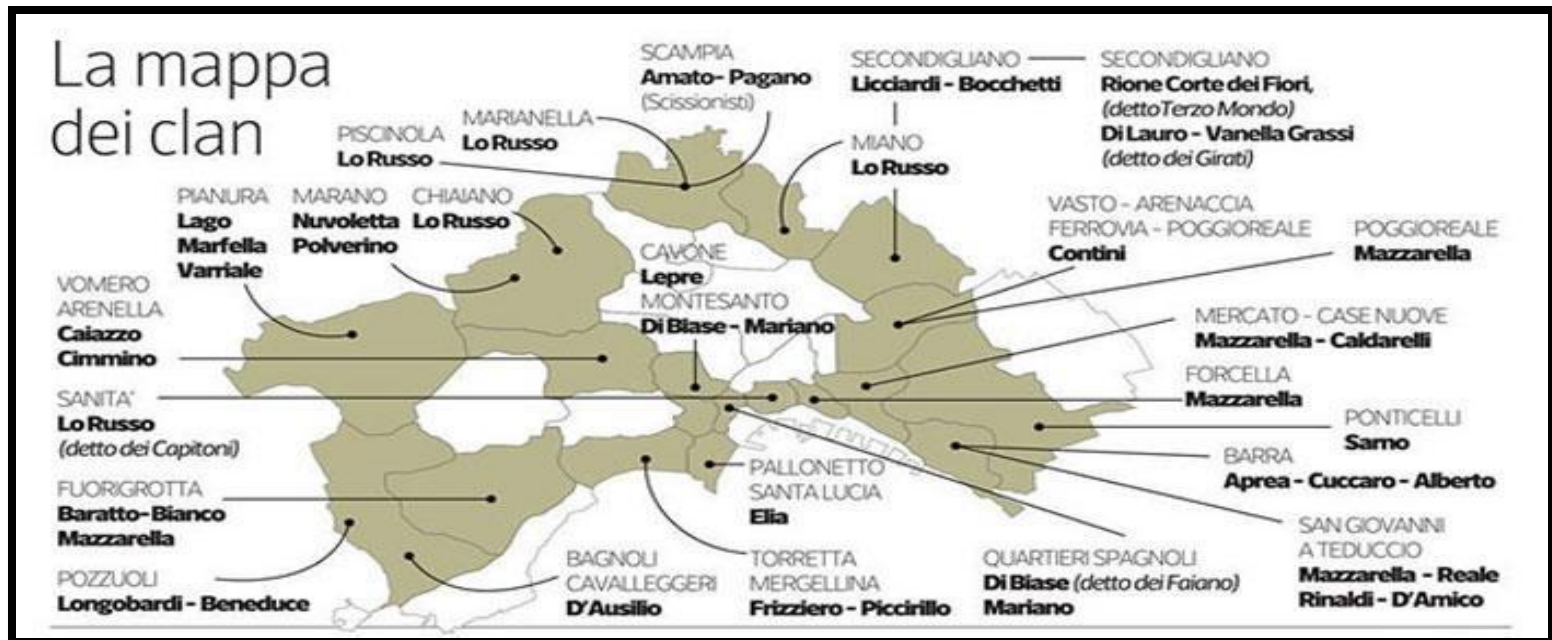 La mappa
dei clan
SCAMPIA
Amato- Pagano
(Scissionisti)
SECONDIGLIANO
Licciardi - Bocchetti
SECONDIGLIANO
Rione Corte dei Fiori,
(detto Terzo Mondo)
Di Lauro - Vanella Grassi
(detto dei Girati)
MARIANELLA
Lo Russo
PISCINOLA
Lo Russo
MIANO
Lo Russo
PIANURA
Lago
Marfella
Varriale
MARANO
Nuvoletta
Polverino
CHIAIANO
Lo Russo
VASTO - ARENACCIA
FERROVIA - POGGIOREALE
Contini
POGGIOREALE
Mazzarella
CAVONE
Lepre
MONTESANTO
Di Biase - Mariano
VOMERO
ARENELLA
Caiazzo
Cimmino
MERCATO - CASE NUOVE
Mazzarella - Caldarelli
FORCELLA
Mazzarella
SANITA'
Lo Russo
(detto dei Capitoni)
PONTICELLI
Sarno
BARRA
Aprea - Cuccaro - Alberto
PALLONETTO
SANTA LUCIA
Elia
FUORIGROTTA
Baratto-Bianco
Mazzarella
SAN GIOVANNI
A TEDUCCIO
Mazzarella - Reale
Rinaldi - D'Amico
POZZUOLI
Longobardi - Beneduce
BAGNOLI
CAVALLEGGERI
D'Ausilio
TORRETTA
MERGELLINA
Frizziero - Piccirillo
QUARTIERI SPAGNOLI
Di Biase (detto dei Faiano)
Mariano